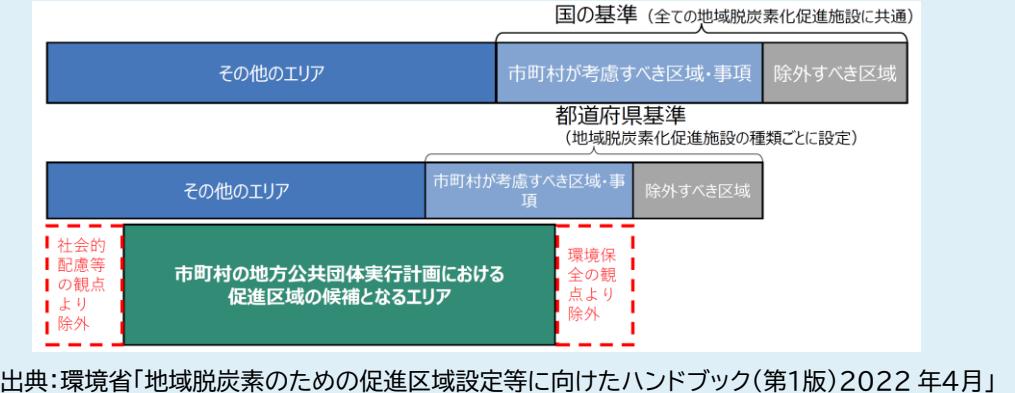 国の基準（全ての地域脱炭素化促進施設に共通）
その他のエリア
市町村が考慮すべき区域・事項
除外すべき区域
都道府県基準
（地域脱炭素化促進施設の種類ごとに設定）
その他のエリア
市町村が考慮すべき区域・事
項
除外すべき区域
社会的
配慮等
の観点
より
除外
市町村の地方公共団体実行計画における
促進区域の候補となるエリア
環境保
全の観
点より
除外
出典：環境省「地域脱炭素のための促進区域設定等に向けたハンドブック（第1版）2022 年4月」